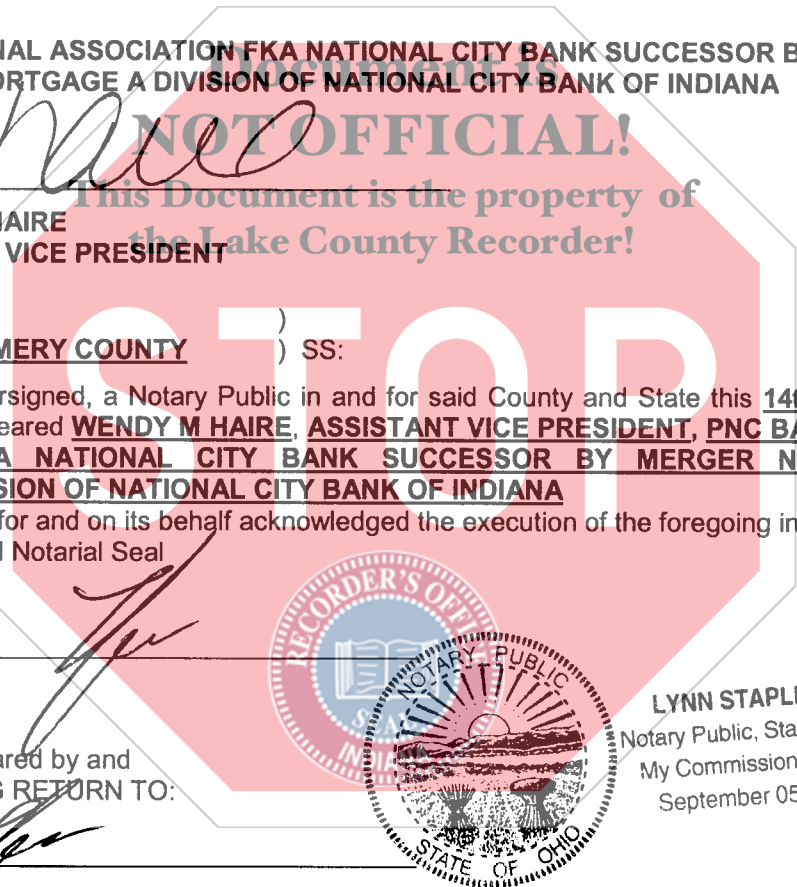 NAL ASSOCIATION FKA NATIONAL CITY BANK SUCCESSOR B
ORTGAGE A DIVISION OF NATIONAL CITY BANK OF INDIANA
Document is
NOT OFFICIAL!
This Document is the property of
the Lake County Recorder!
HAIRE
VICE PRESIDENT
STOP
)
MERY COUNTY ) SS:
rsigned, a Notary Public in and for said County and State this 14t
eared WENDY M HAIRE, ASSISTANT VICE PRESIDENT, PNC BA
A NATIONAL CITY BANK SUCCESSOR BY MERGER N
SION OF NATIONAL CITY BANK OF INDIANA
for and on its behalf acknowledged the execution of the foregoing in
Notarial Seal
RECORDER'S OFFICE
SEAL
INDIANA
NOTARY PUBLIC
STATE OF OHIO
LYNN STAPL
Notary Public, Sta
My Commission
September 05
ared by and
G RETURN TO: